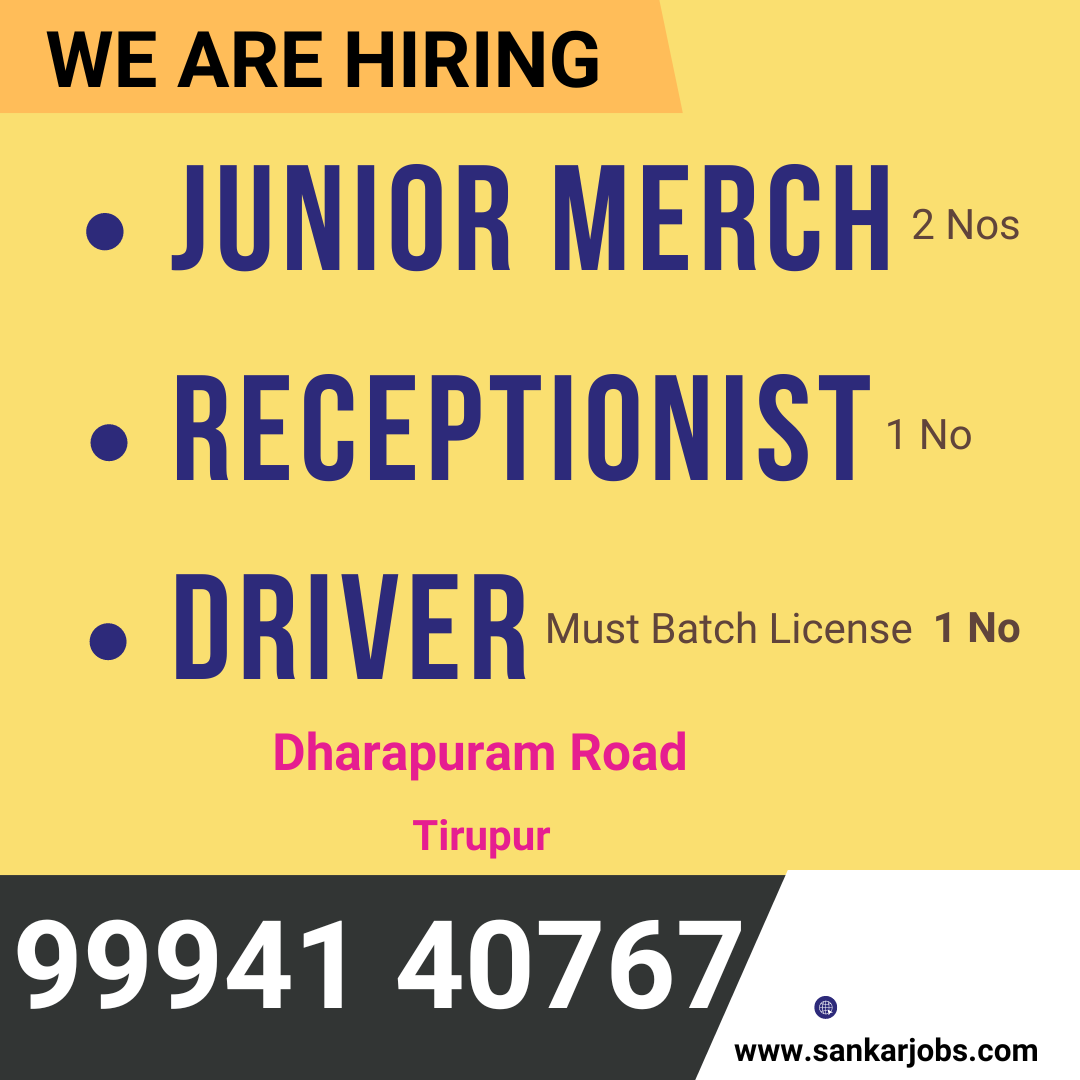 WE ARE HIRING
• JUNIOR MERCH 2 Nos
• RECEPTIONIST 1 No
• DRIVER Must Batch License 1 No
Dharapuram Road
Tirupur
99941 40767
www.sankarjobs.com